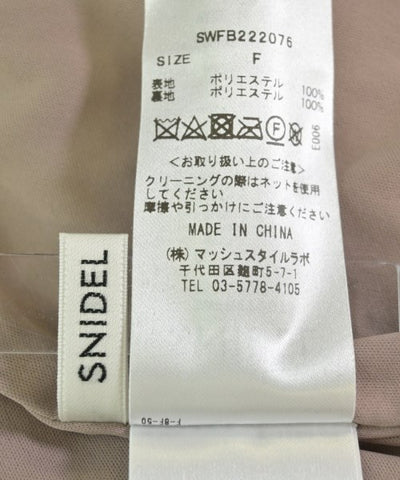 SWFB222076
SIZE F
表地 ポリエステル 100%
裏地 ポリエステル 100%
F
E006
<お取り扱い上のご注意>
クリーニングの際はネットを使用
してください
摩擦や引っかけにご注意ください
MADE IN CHINA
(株) マッシュスタイルラボ
千代田区麹町5-7-1
TEL 03-5778-4105
SNIDEL
F-BF-50